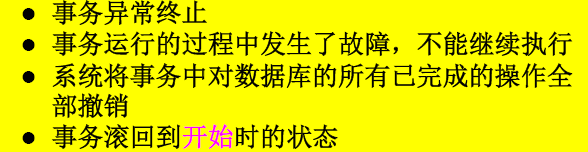 ● 事务异常终止
● 事务运行的过程中发生了故障，不能继续执行
● 系统将事务中对数据库的所有已完成的操作全
部撤销
● 事务滚回到开始时的状态